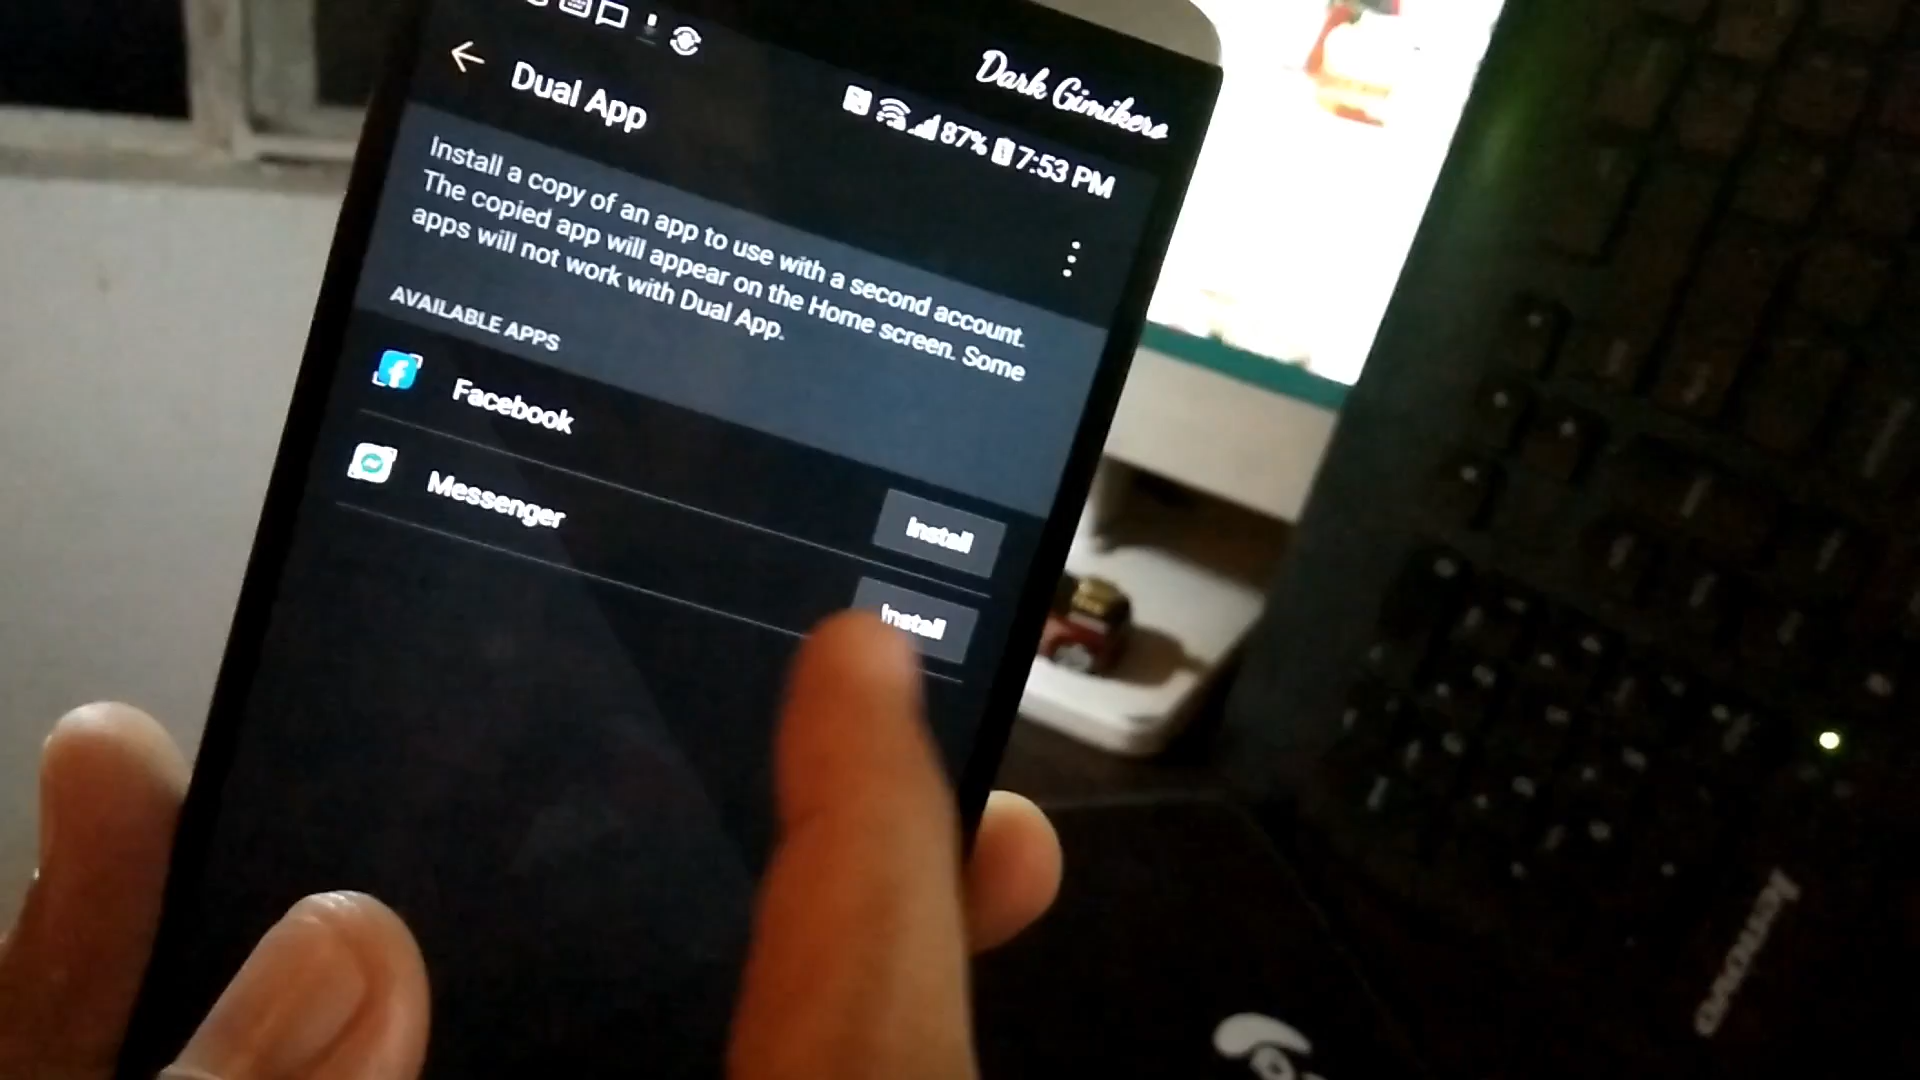 Dark Gimikero
87% 7:53 PM
Dual App
Install a copy of an app to use with a second account.
The copied app will appear on the Home screen. Some
apps will not work with Dual App.
AVAILABLE APPS
Facebook
Install
Messenger
Install
lenovo